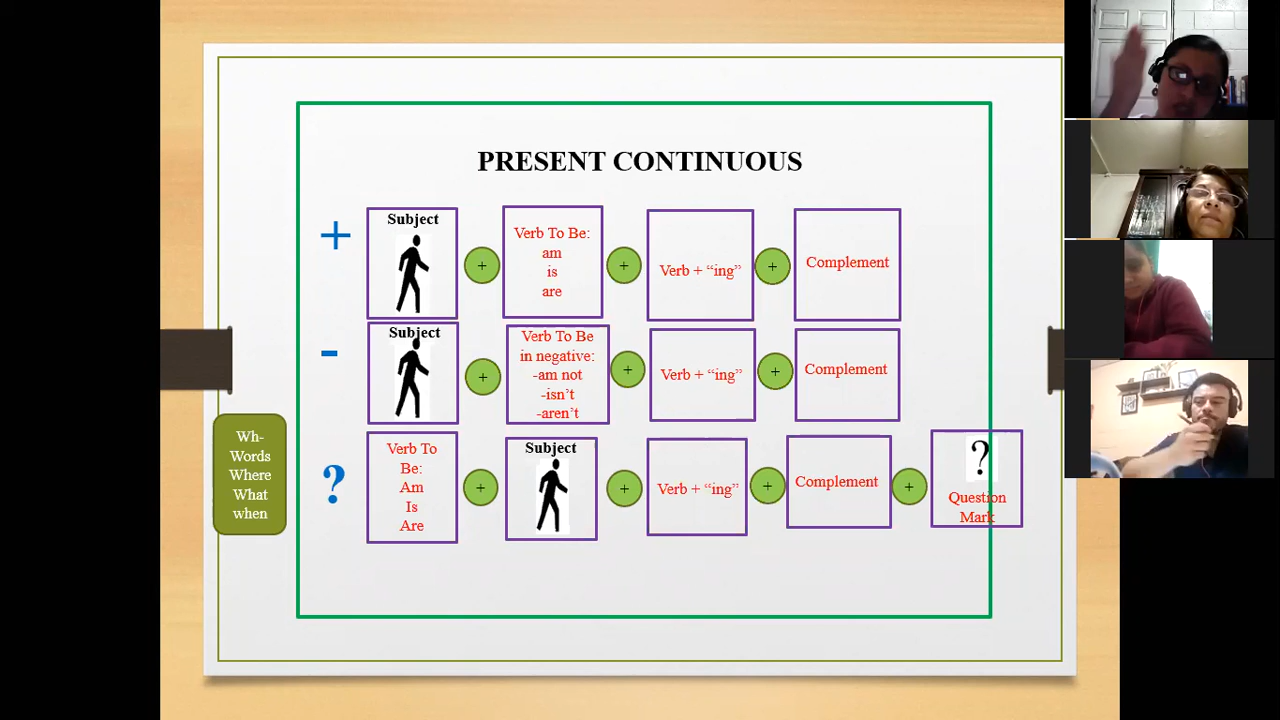 PRESENT CONTINUOUS
+
Subject
+
Verb To Be:
am
is
are
+
Verb + “ing”
+
Complement
-
Subject
+
Verb To Be
in negative:
-am not
-isn’t
-aren’t
+
Verb + “ing”
+
Complement
Wh-
Words
Where
What
when
?
Verb To
Be:
Am
Is
Are
+
Subject
+
Verb + “ing”
+
Complement
+
?
Question
Mark